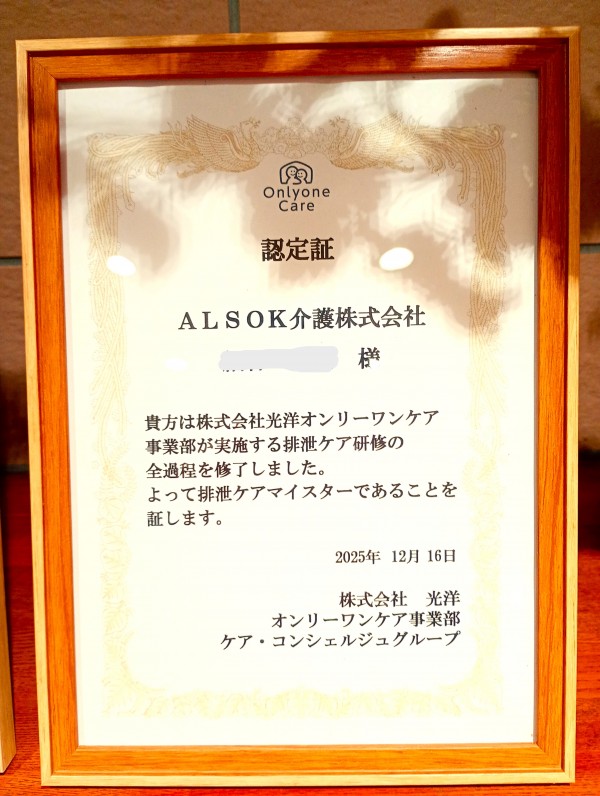 Onlyone
Care
認定証
ALSOK介護株式会社
様
貴方は株式会社光洋オンリーワンケア
事業部が実施する排泄ケア研修の
全過程を修了しました。
よって排泄ケアマイスターであることを
証します。
2025年 12月 16日
株式会社 光洋
オンリーワンケア事業部
ケア・コンシェルジュグループ